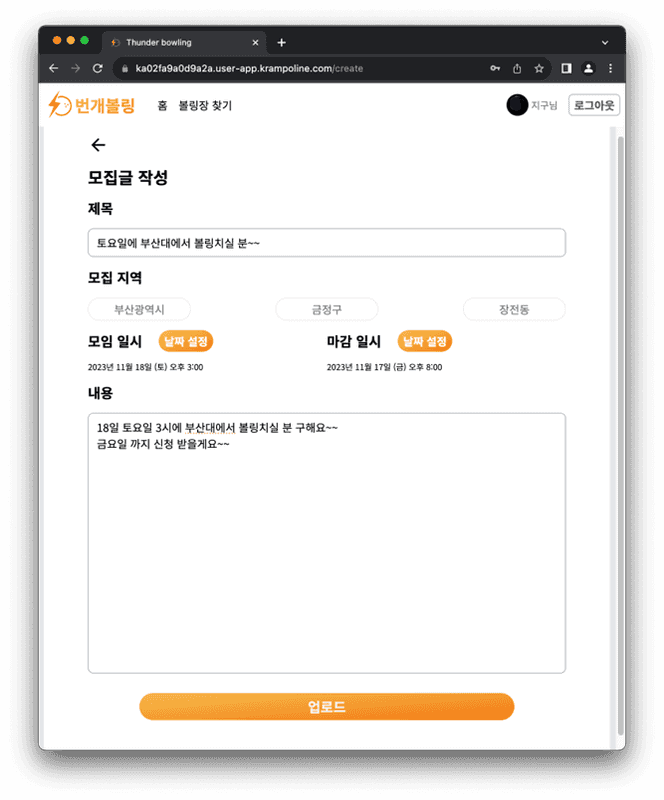 Thunder bowling
ka02fa9a0d9a2a.user-app.krampoline.com/create
번개볼링 홈 볼링장 찾기 지구님 로그아웃
모집글 작성
제목
토요일에 부산대에서 볼링치실 분~~
모집 지역
부산광역시 금정구 장전동
모임 일시 날짜 설정 마감 일시 날짜 설정
2023년 11월 18일 (토) 오후 3:00 2023년 11월 17일 (금) 오후 8:00
내용
18일 토요일 3시에 부산대에서 볼링치실 분 구해요~~
금요일 까지 신청 받을게요~~
업로드